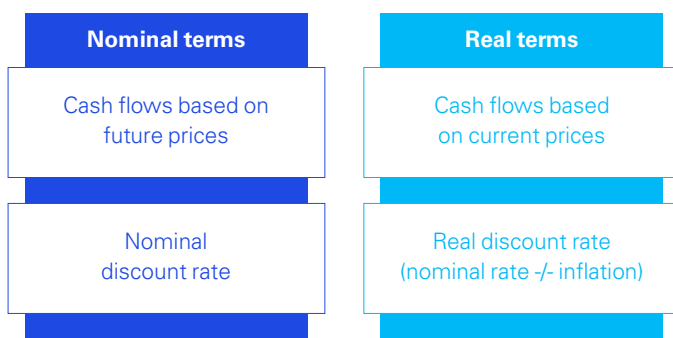 Nominal terms
Cash flows based on
future prices
Nominal
discount rate
Real terms
Cash flows based
on current prices
Real discount rate
(nominal rate -/- inflation)